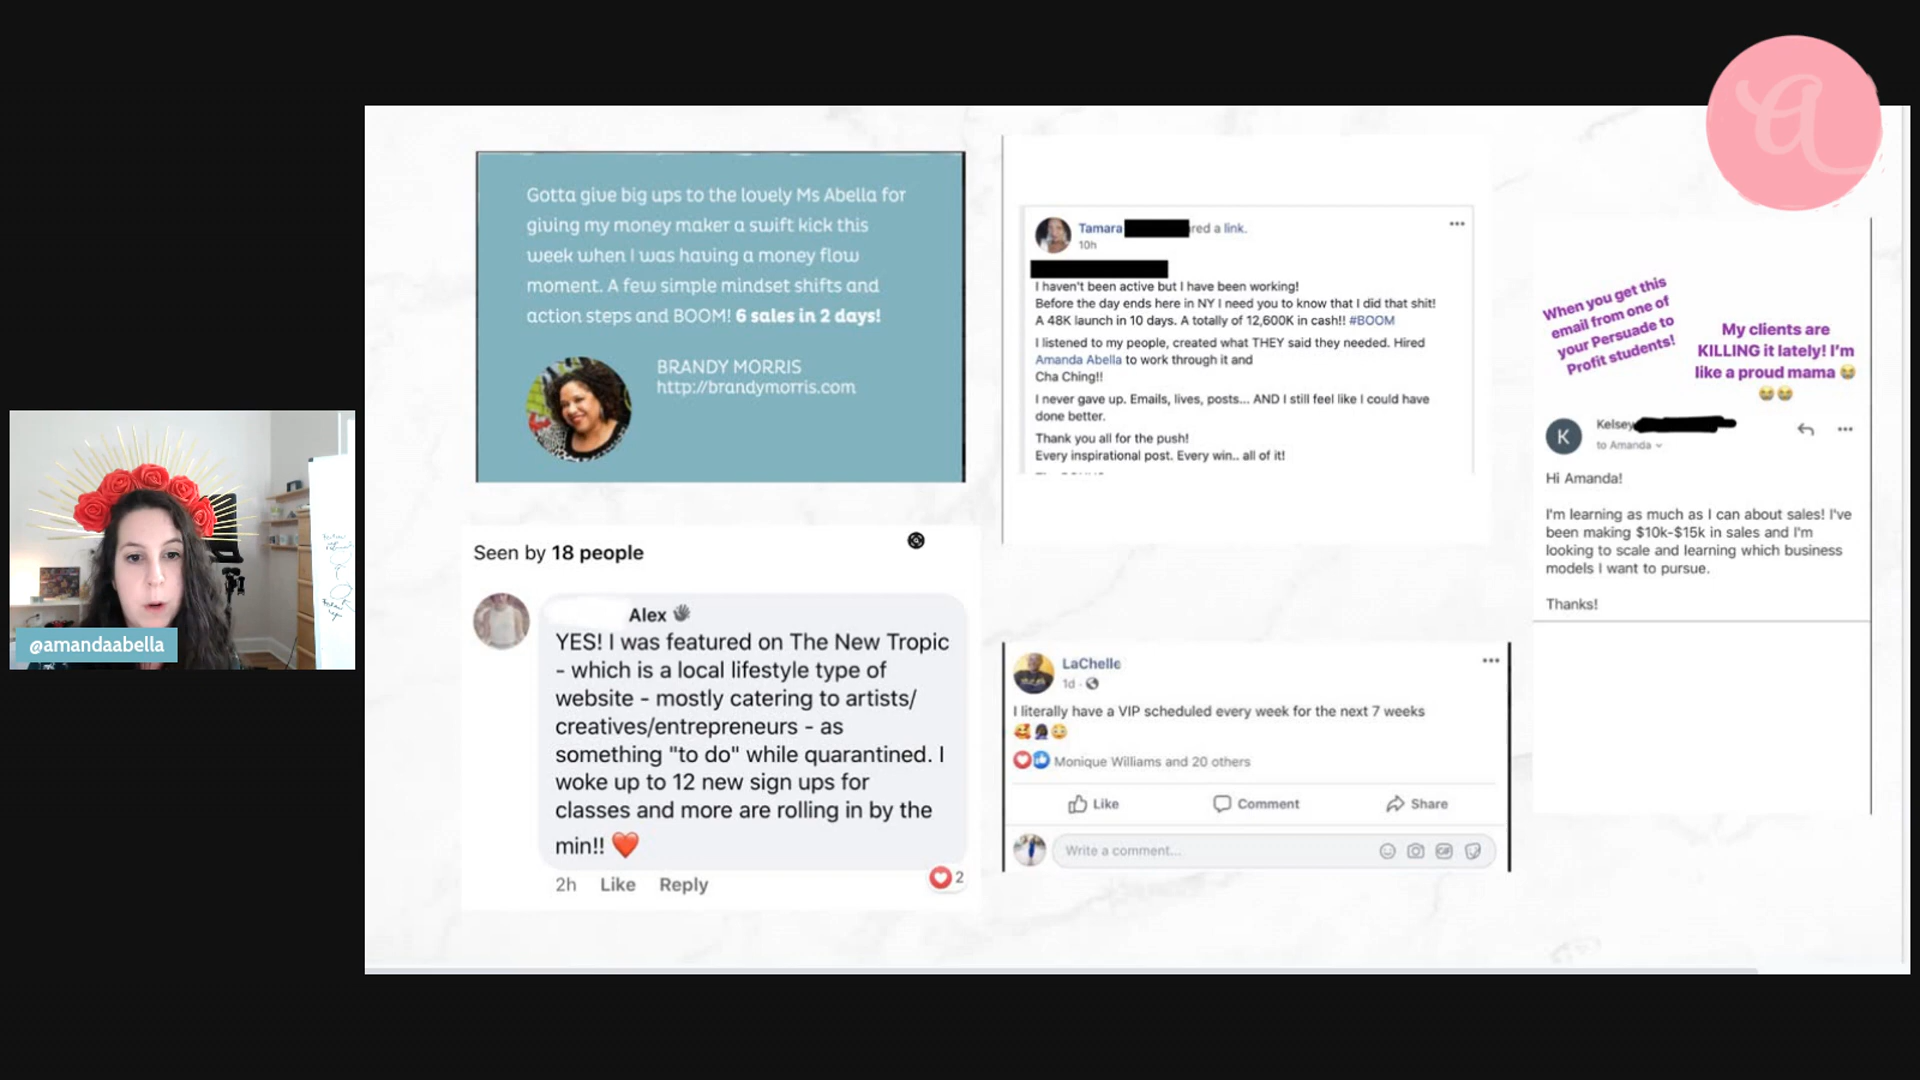 @amandaabella
Gotta give big ups to the lovely Ms Abella for
giving my money maker a swift kick this
week when I was having a money flow
moment. A few simple mindset shifts and
action steps and BOOM! 6 sales in 2 days!
BRANDY MORRIS
http://brandymorris.com
Seen by 18 people
Alex 👋
YES! I was featured on The New Tropic
- which is a local lifestyle type of
website - mostly catering to artists/
creatives/entrepreneurs - as
something "to do" while quarantined. I
woke up to 12 new sign ups for
classes and more are rolling in by the
min!! ❤️
2h Like Reply
2
Tamara red a link.
10h
I haven't been active but I have been working!
Before the day ends here in NY I need you to know that I did that shit!
A 48K launch in 10 days. A totally of 12,600K in cash!! #BOOM
I listened to my people, created what THEY said they needed. Hired
Amanda Abella to work through it and
Cha Ching!!
I never gave up. Emails, lives, posts... AND I still feel like I could have
done better.
Thank you all for the push!
Every inspirational post. Every win.. all of it!
LaChelle
1d ·
I literally have a VIP scheduled every week for the next 7 weeks
Monique Williams and 20 others
Like Comment Share
Write a comment...
GIF
a
When you get this
email from one of
your Persuade to
Profit students!
My clients are
KILLING it lately! I'm
like a proud mama 😭
😭😭
K
Kelsey
to Amanda
Hi Amanda!
I'm learning as much as I can about sales! I've
been making $10k-$15k in sales and I'm
looking to scale and learning which business
models I want to pursue.
Thanks!